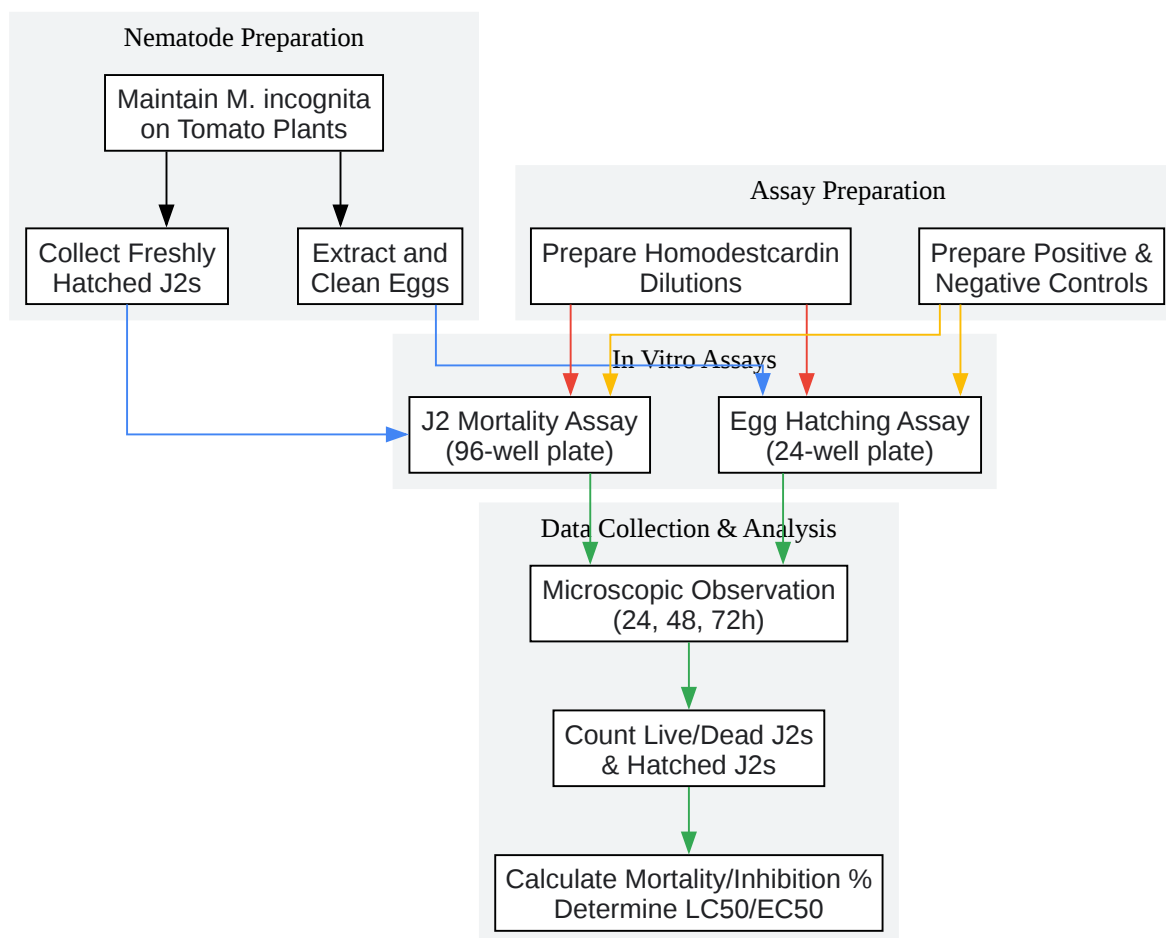 Nematode Preparation
Maintain M. incognita
on Tomato Plants
Collect Freshly
Hatched J2s
Extract and
Clean Eggs
Assay Preparation
Prepare Homodestcardin
Dilutions
Prepare Positive &
Negative Controls
In Vitro Assays
J2 Mortality Assay
(96-well plate)
Egg Hatching Assay
(24-well plate)
Data Collection & Analysis
Microscopic Observation
(24, 48, 72h)
Count Live/Dead J2s
& Hatched J2s
Calculate Mortality/Inhibition %
Determine LC50/EC50